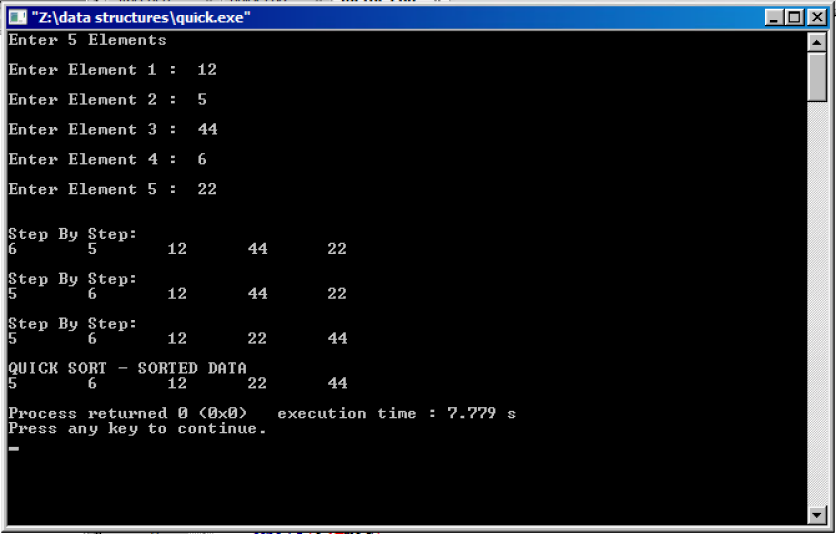 "Z:\data structures\quick.exe"
Enter 5 Elements
Enter Element 1 :  12
Enter Element 2 :  5
Enter Element 3 :  44
Enter Element 4 :  6
Enter Element 5 :  22
Step By Step:
6       5       12      44      22
Step By Step:
5       6       12      44      22
Step By Step:
5       6       12      22      44
QUICK SORT - SORTED DATA
5       6       12      22      44
Process returned 0 (0x0)   execution time : 7.779 s
Press any key to continue.